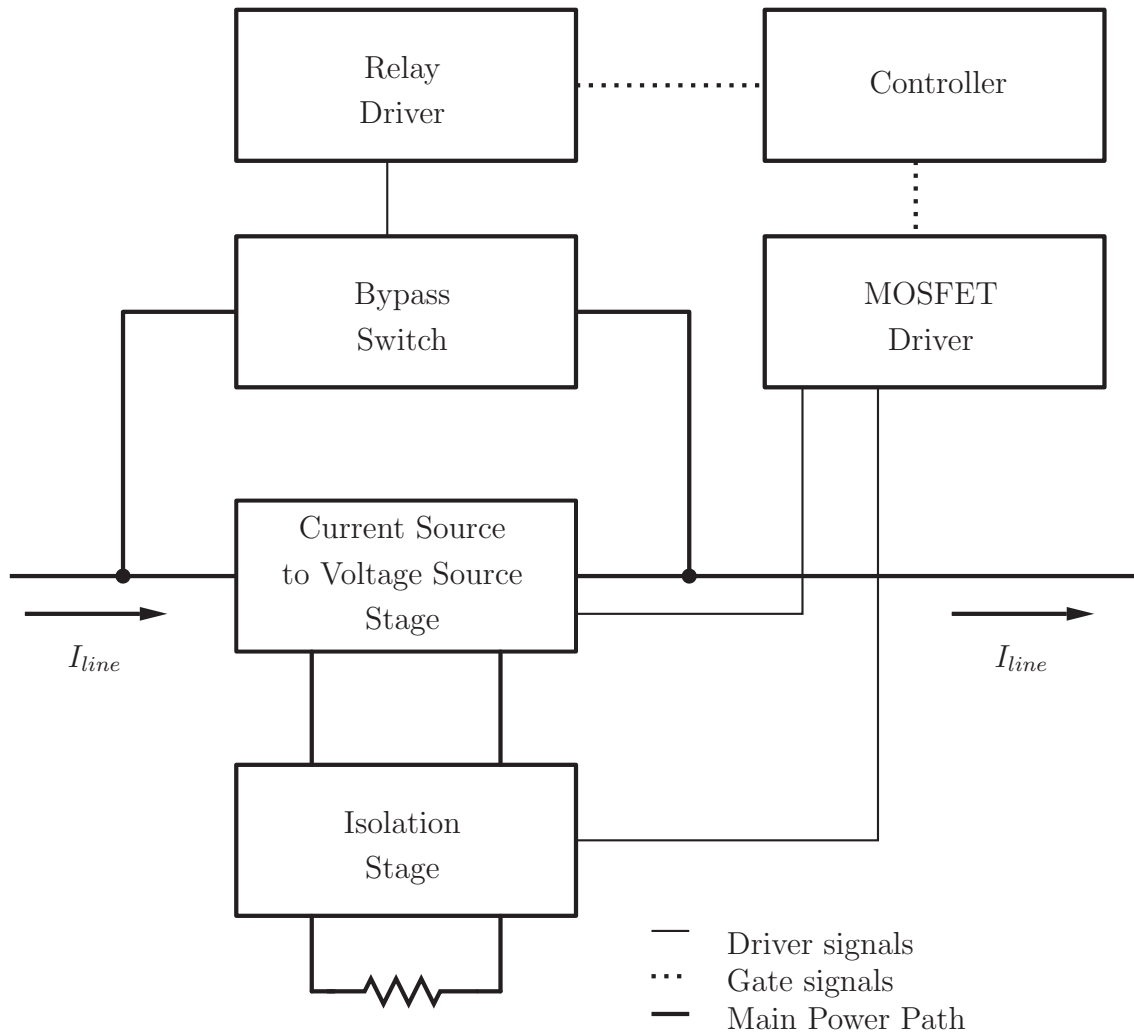 Relay
Driver
Controller
Bypass
Switch
MOSFET
Driver
Current Source
to Voltage Source
Stage
I_line
I_line
Isolation
Stage
Driver signals
Gate signals
Main Power Path